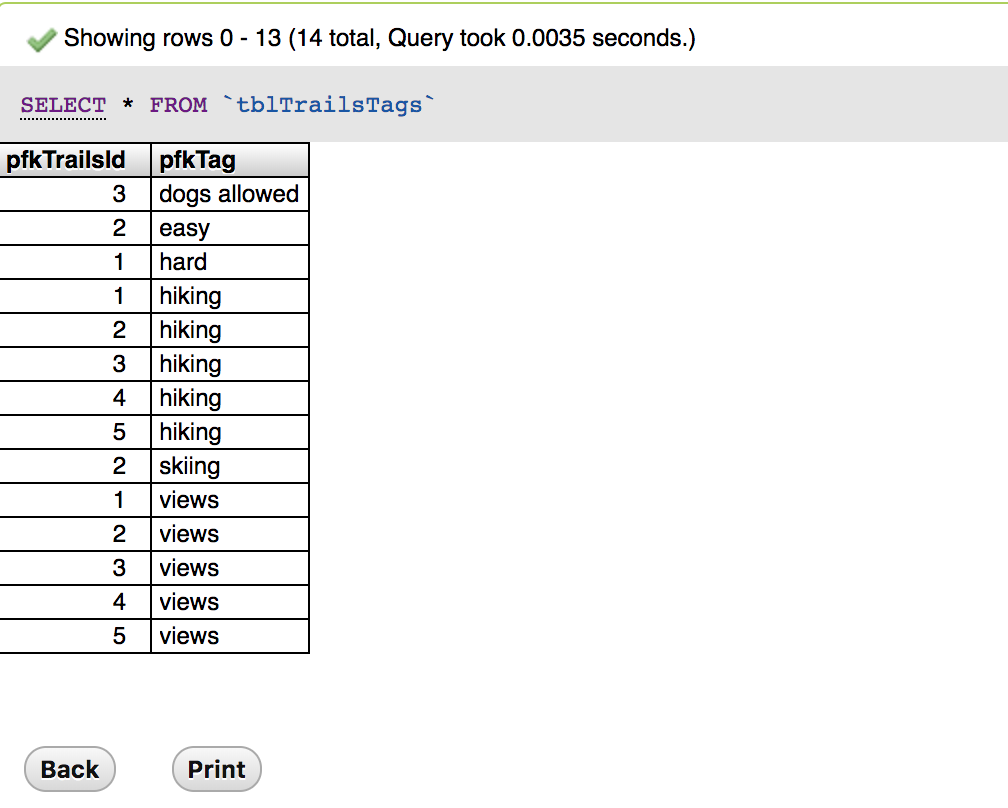 Showing rows 0 - 13 (14 total, Query took 0.0035 seconds.)
SELECT * FROM `tblTrailsTags`
pfkTrailsId pfkTag
3 dogs allowed
2 easy
1 hard
1 hiking
2 hiking
3 hiking
4 hiking
5 hiking
2 skiing
1 views
2 views
3 views
4 views
5 views
Back Print